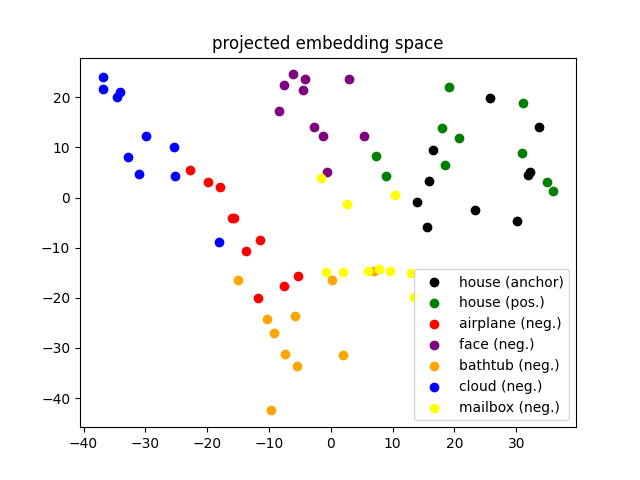 projected embedding space
20
10
0
−10
−20
−30
−40
house (anchor)
house (pos.)
airplane (neg.)
face (neg.)
bathtub (neg.)
cloud (neg.)
mailbox (neg.)
−40 −30 −20 −10 0 10 20 30